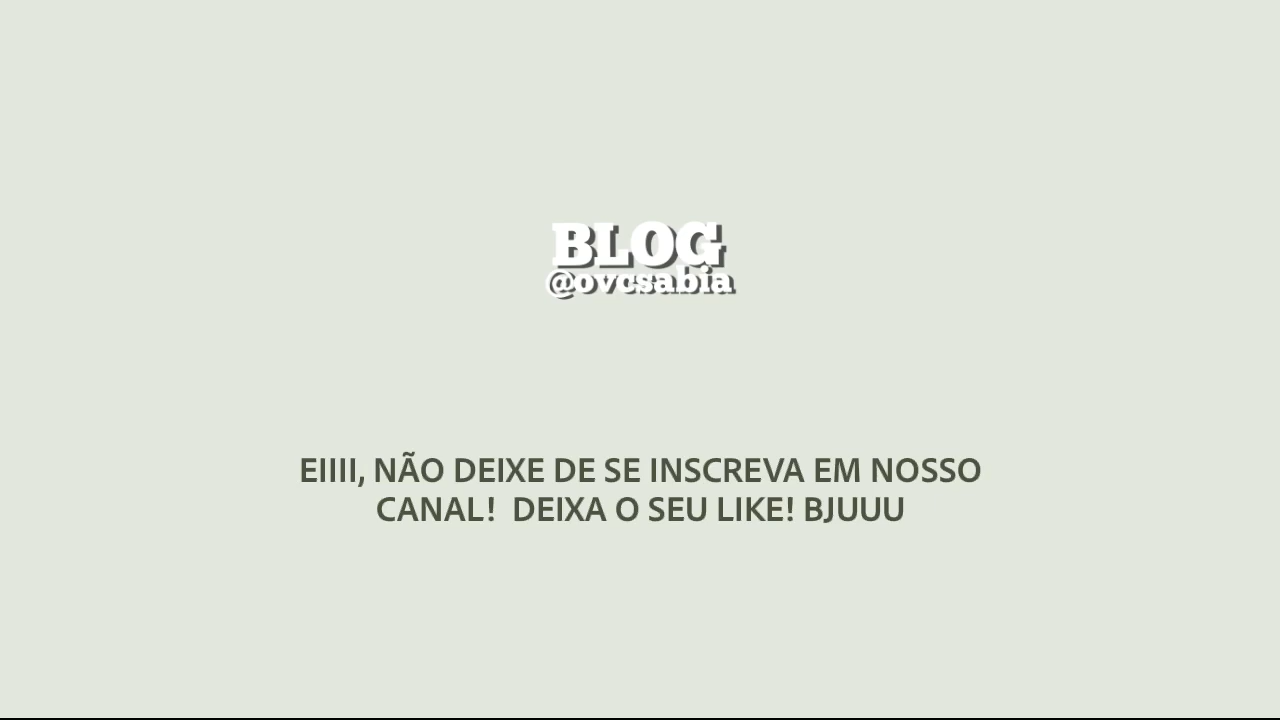 BLOG
@ovcsabia
EIIII, NÃO DEIXE DE SE INSCREVA EM NOSSO
CANAL!  DEIXA O SEU LIKE! BJUUU